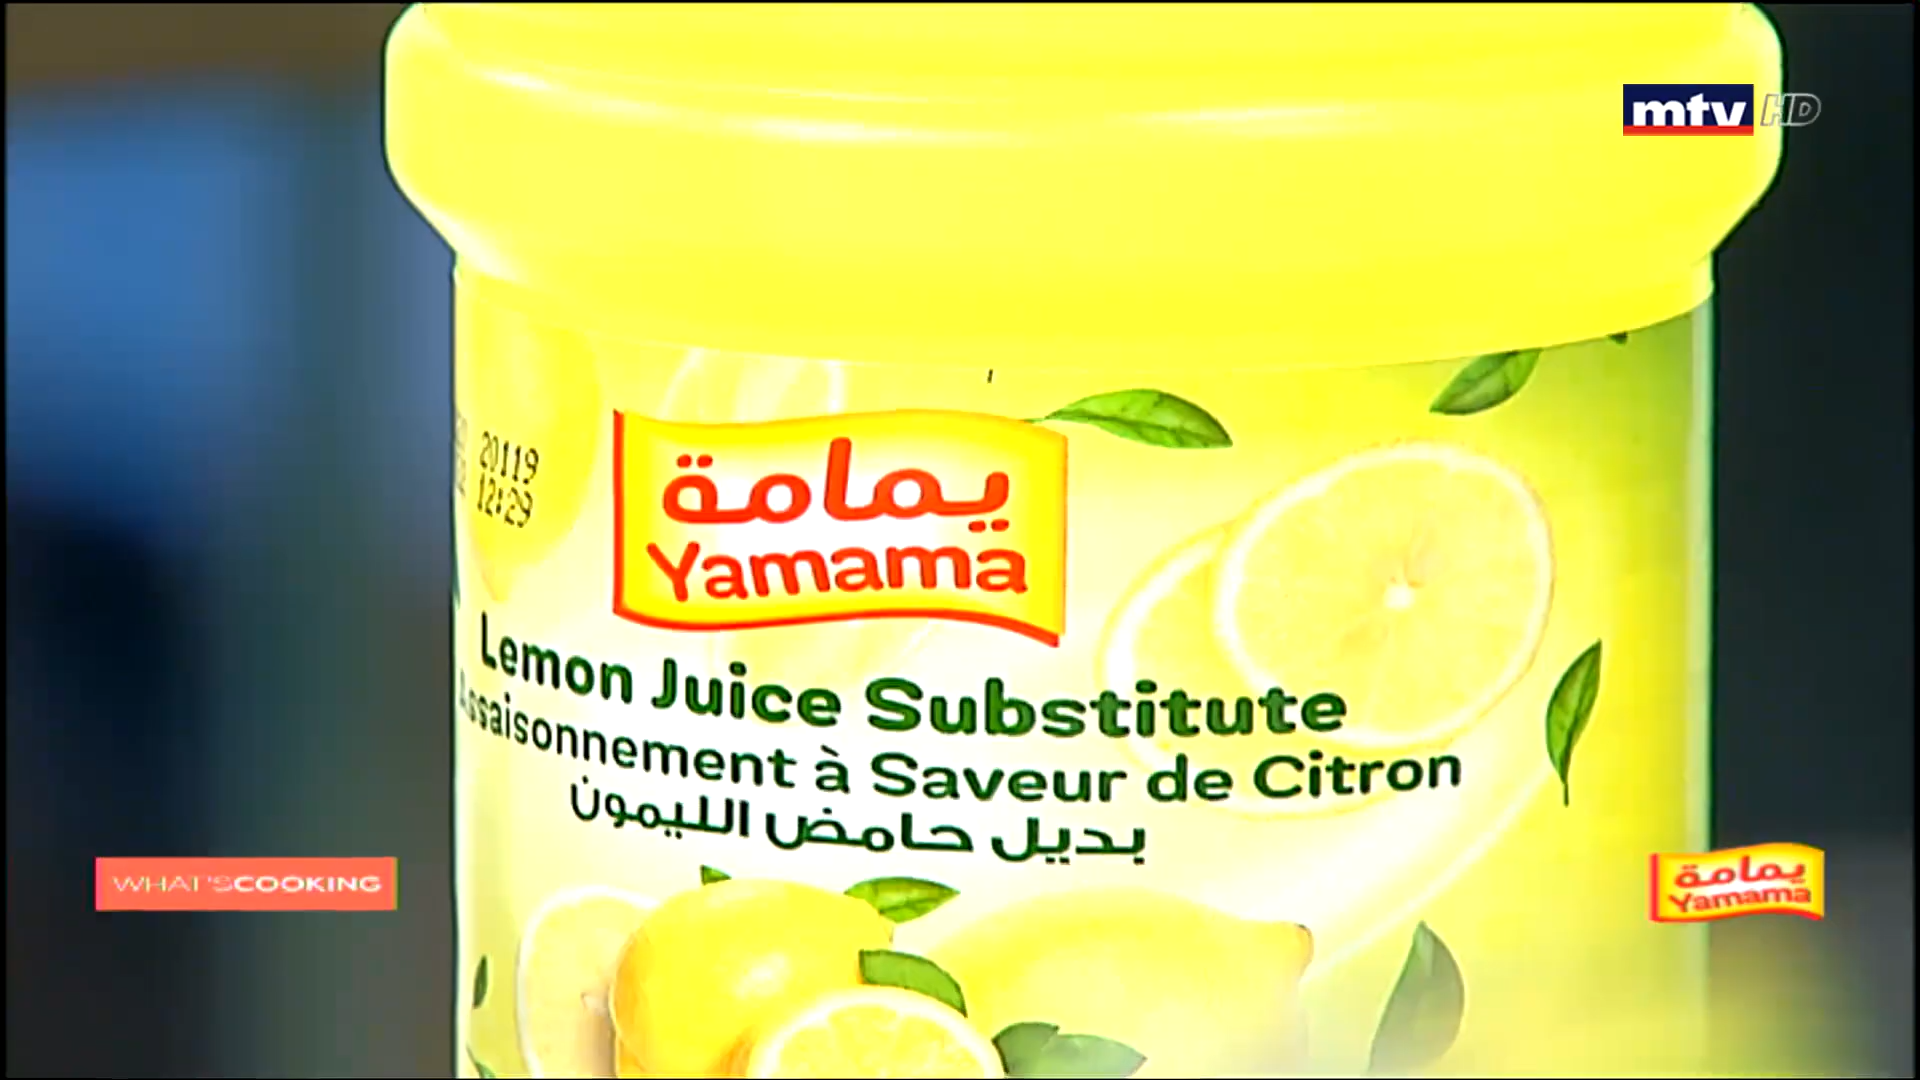 mtv HD
20119
12:29
يمامة
Yamama
Lemon Juice Substitute
Assaisonnement à Saveur de Citron
بديل حامض الليمون
WHAT'SCOOKING
يمامة
Yamama